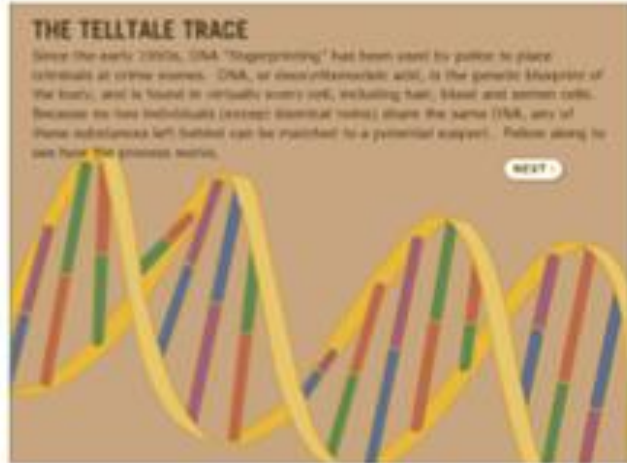 THE TELLTALE TRACE
Since the early 1990s, DNA "fingerprinting" has been used by police to place
criminals at crime scenes. DNA, or deoxyribonucleic acid, is the genetic blueprint of
the body, and is found in virtually every cell, including hair, blood and semen cells.
Because no two individuals (except identical twins) share the same DNA, any of
these substances left behind can be matched to a potential suspect. Follow along to
see how the process works.
NEXT ›